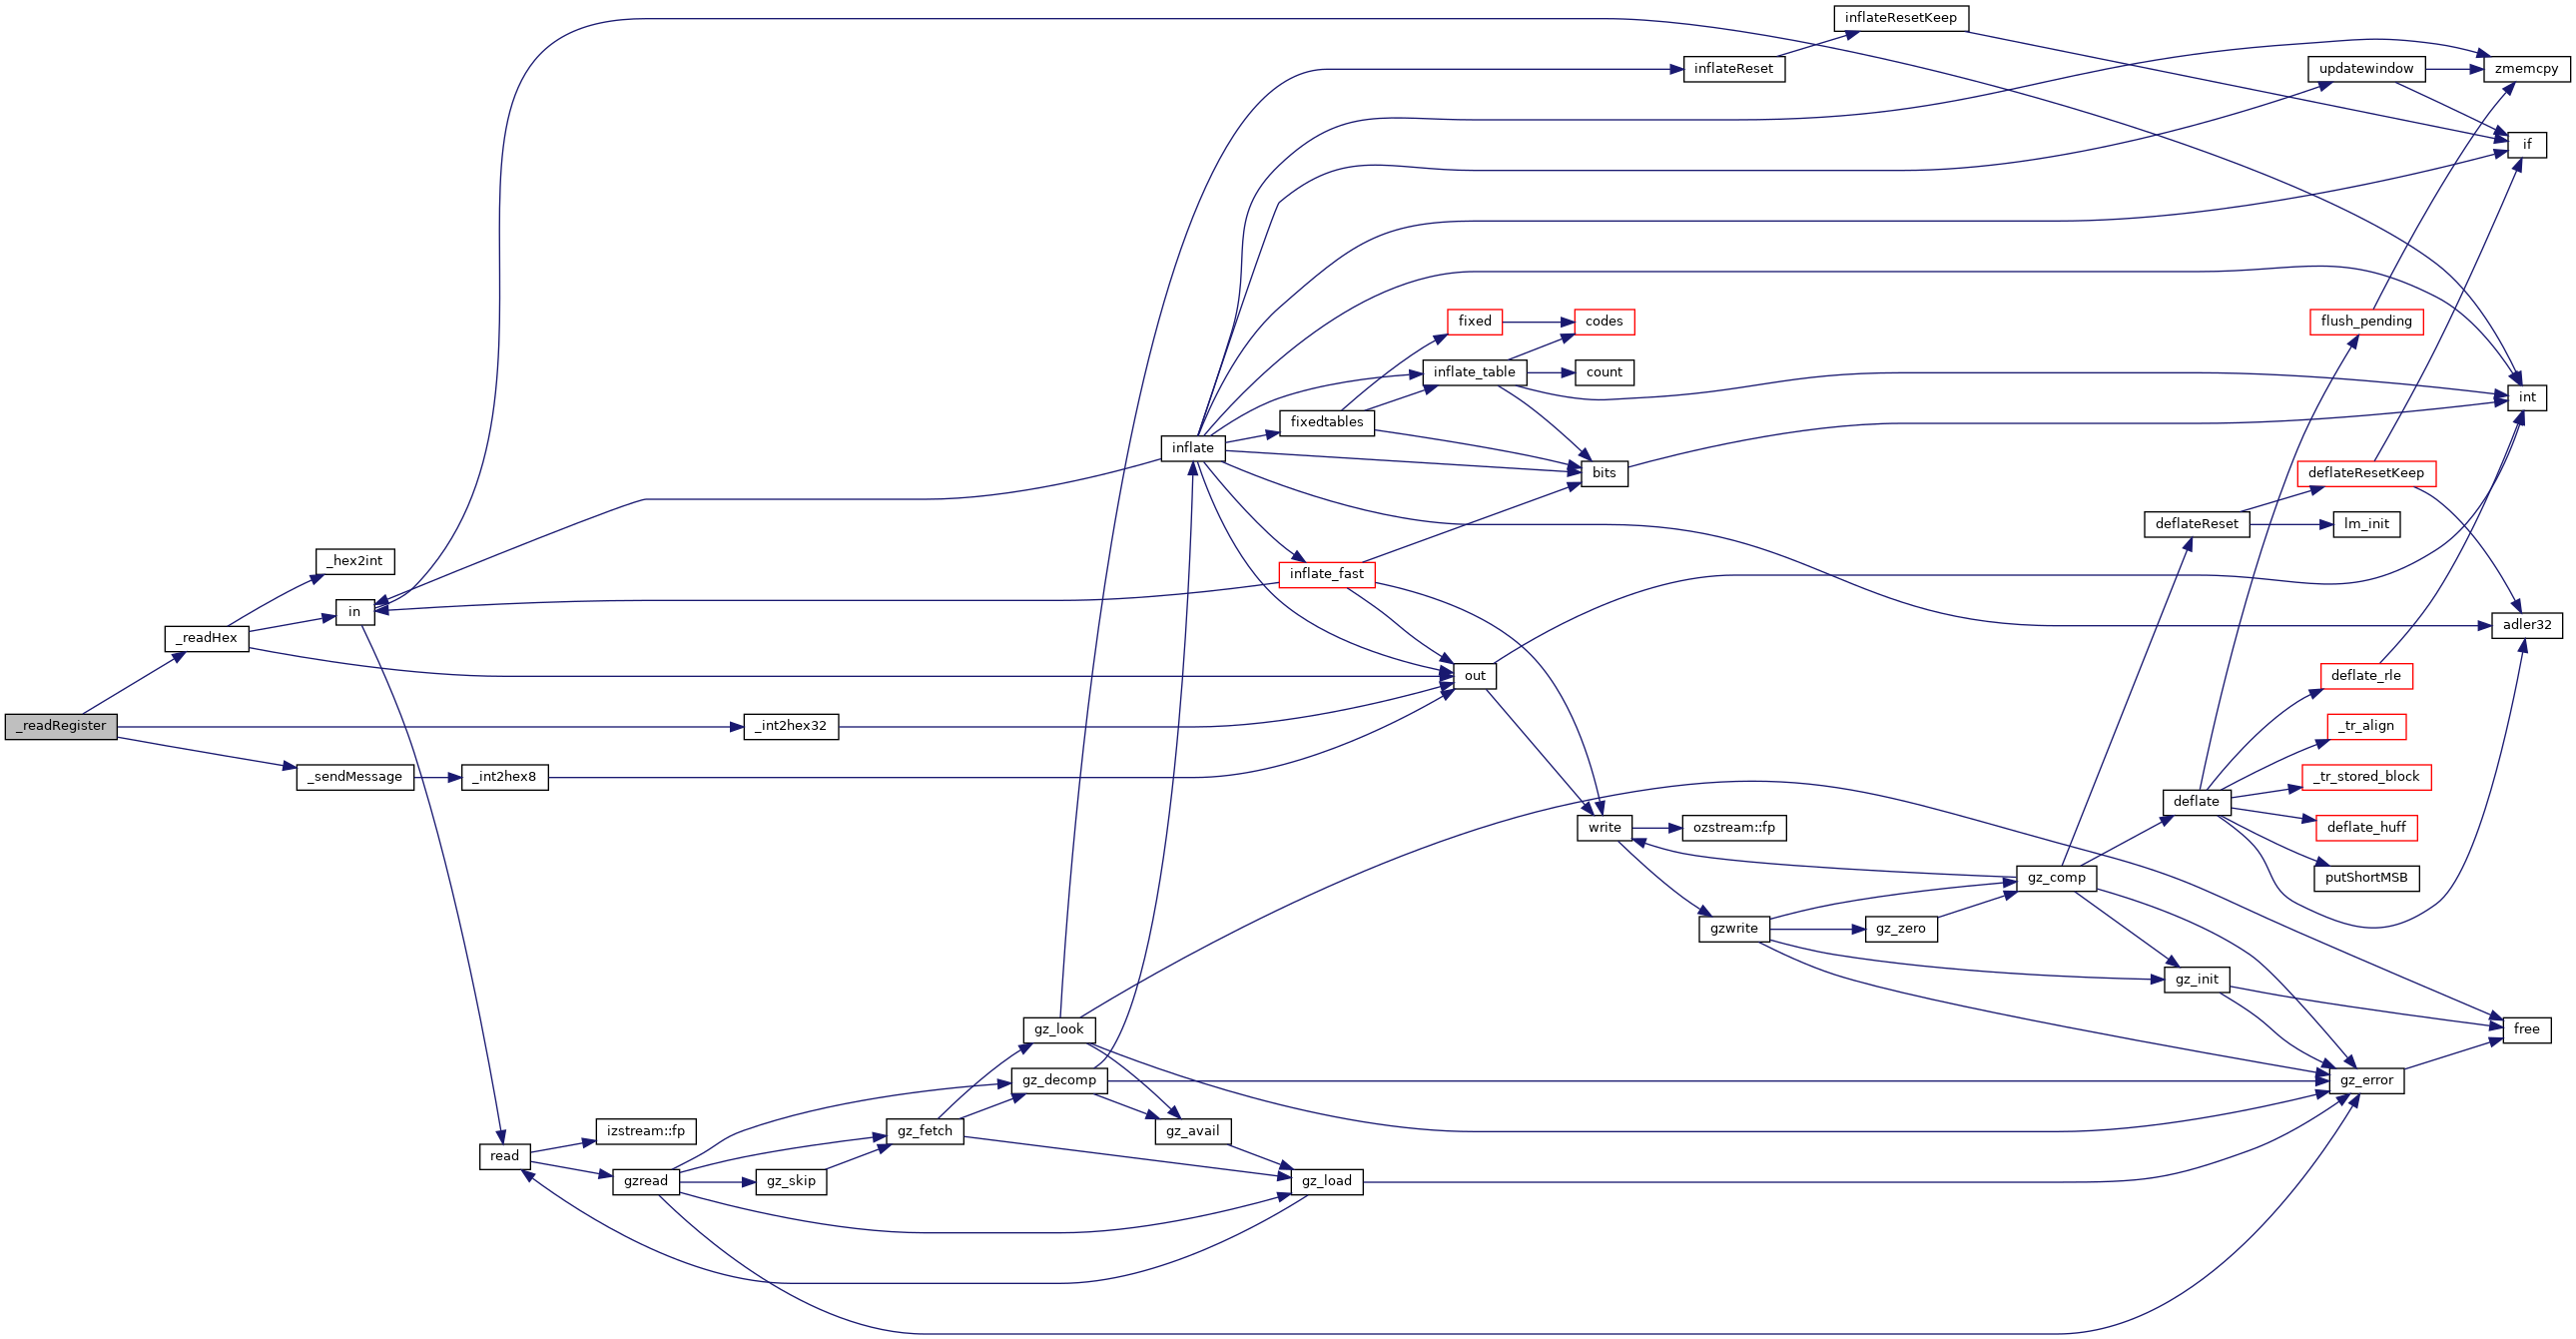 inflateResetKeep
inflateReset
updatewindow
zmemcpy
if
fixed
codes
flush_pending
inflate_table
count
int
fixedtables
inflate
bits
deflateResetKeep
deflateReset
lm_init
_hex2int
inflate_fast
in
adler32
_readHex
out
deflate_rle
_readRegister
_int2hex32
_tr_align
_sendMessage
_int2hex8
_tr_stored_block
deflate
write
ozstream::fp
deflate_huff
gz_comp
putShortMSB
gzwrite
gz_zero
gz_init
gz_look
free
gz_decomp
gz_error
izstream::fp
gz_fetch
gz_avail
read
gzread
gz_skip
gz_load